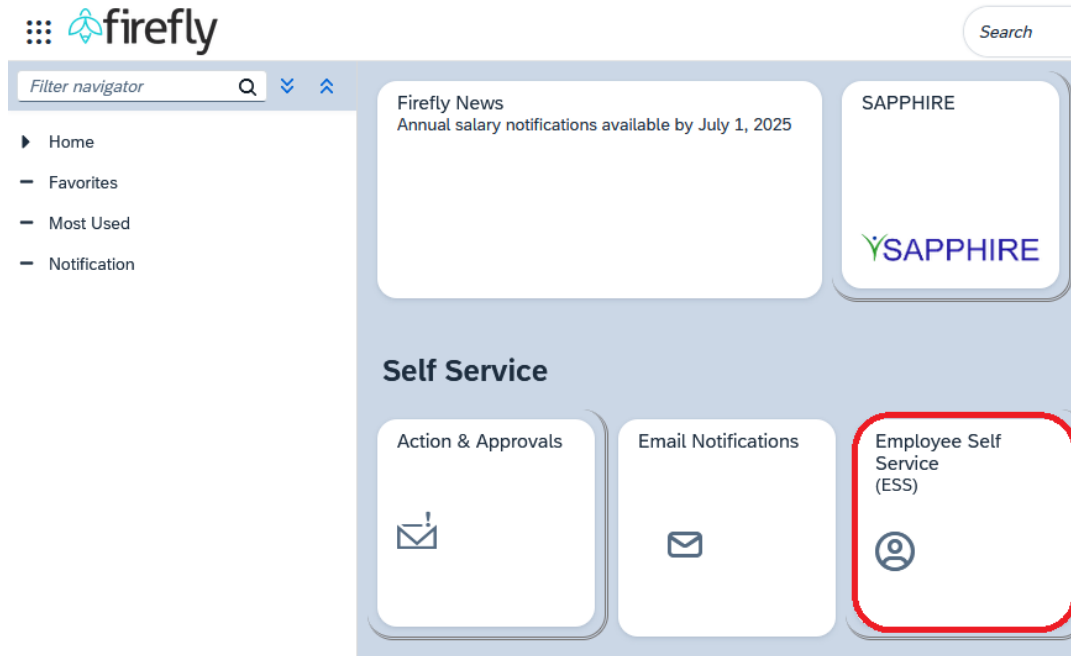 firefly
Search
Filter navigator
Home
Favorites
Most Used
Notification
Firefly News
Annual salary notifications available by July 1, 2025
SAPPHIRE
SAPPHIRE
Self Service
Action & Approvals
Email Notifications
Employee Self
Service
(ESS)